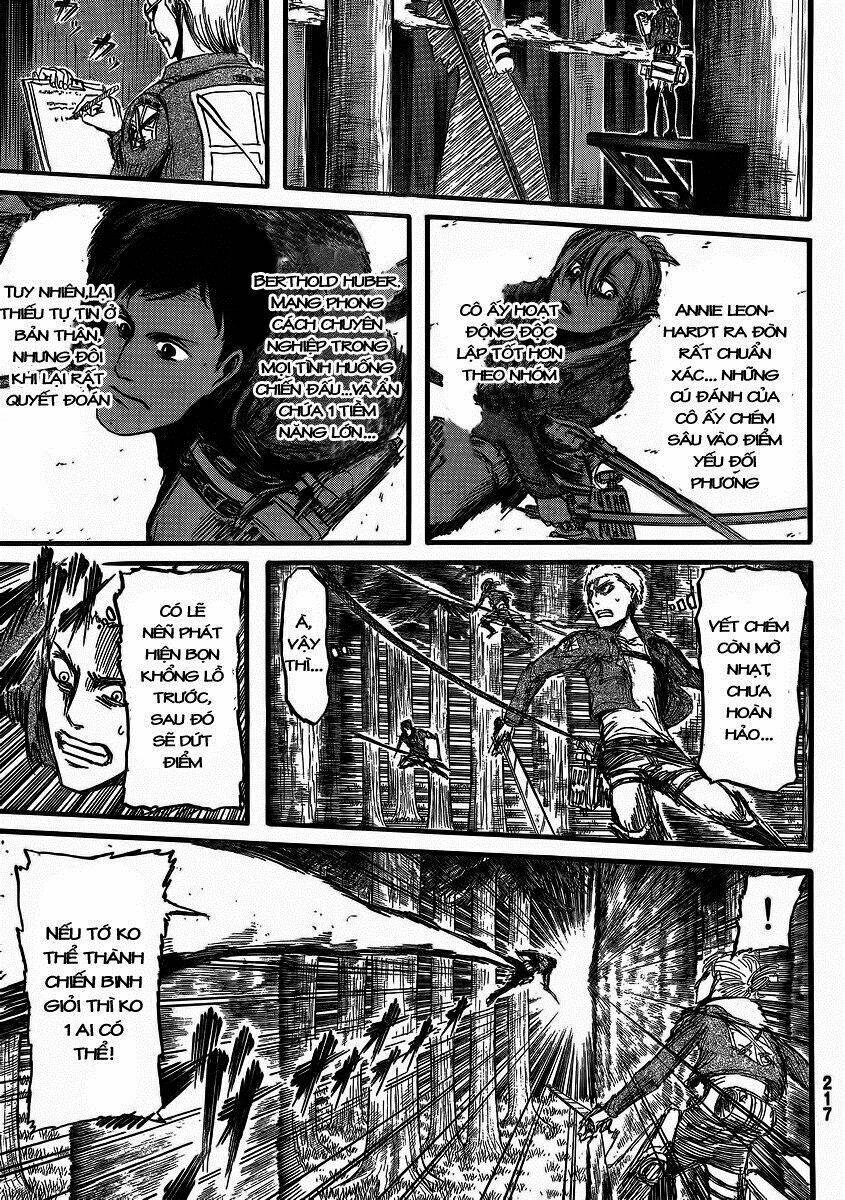 ANNIE LEON-
HARDT RA ĐÒN
RẤT CHUẨN
XÁC... NHỮNG
CÚ ĐÁNH CỦA
CÔ ẤY CHÉM
SÂU VÀO ĐIỂM
YẾU ĐỐI
PHƯƠNG
CÔ ẤY HOẠT
ĐỘNG ĐỘC
LẬP TỐT HƠN
THEO NHÓM
BERTHOLD HUBER.
MANG PHONG
CÁCH CHUYÊN
NGHIỆP TRONG
MỌI TÌNH HUỐNG
CHIẾN ĐẤU...VÀ ẨN
CHỨA 1 TIỀM
NĂNG LỚN...
TUY NHIÊN,LẠI
THIẾU TỰ TIN Ở
BẢN THÂN,
NHƯNG ĐÔI
KHI LẠI RẤT
QUYẾT ĐOÁN
VẾT CHÉM
CÒN MỜ
NHẠT,
CHƯA
HOÀN
HẢO...
À,
VẬY
THÌ...
CÓ LẼ
NÊN PHÁT
HIỆN BỌN
KHỔNG LỒ
TRƯỚC,
SAU ĐÓ
SẼ DỨT
ĐIỂM
!
NẾU TỚ KO
THỂ THÀNH
CHIẾN BINH
GIỎI THÌ KO
1 AI CÓ
THỂ!
217